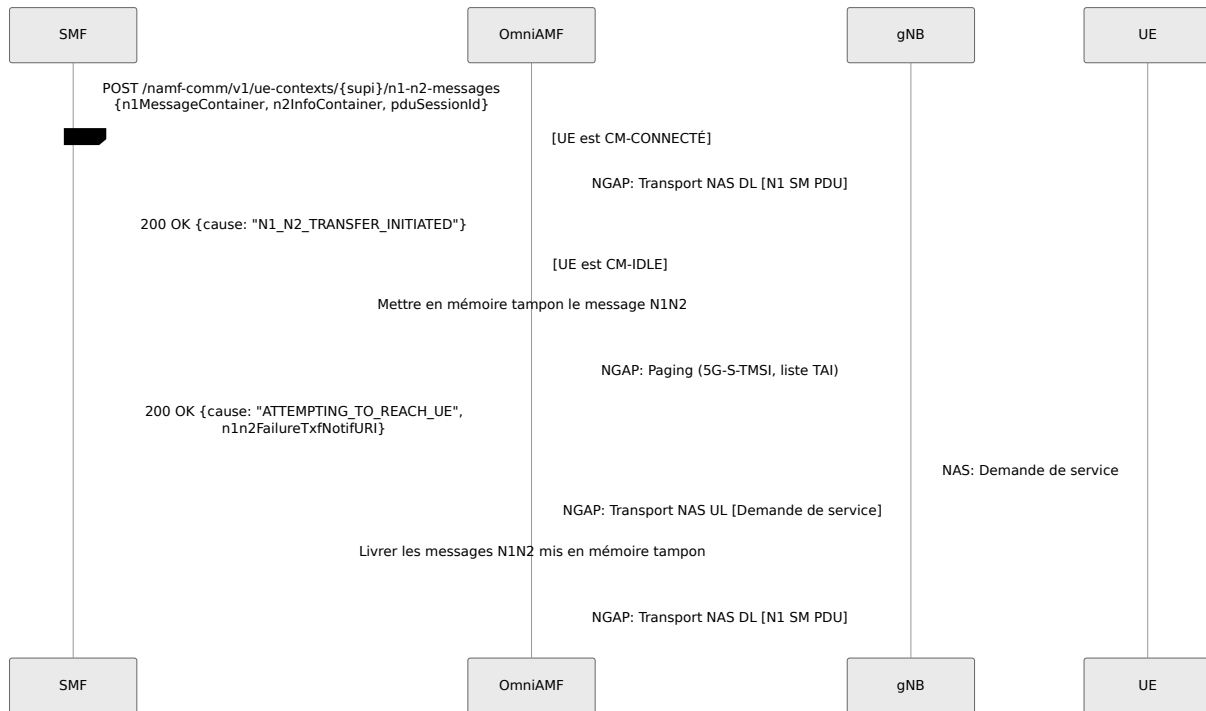 SMF
OmniAMF
gNB
UE
POST /namf-comm/v1/ue-contexts/{supi}/n1-n2-messages
{n1MessageContainer, n2InfoContainer, pduSessionId}
[UE est CM-CONNECTÉ]
NGAP: Transport NAS DL [N1 SM PDU]
200 OK {cause: "N1_N2_TRANSFER_INITIATED"}
[UE est CM-IDLE]
Mettre en mémoire tampon le message N1N2
NGAP: Paging (5G-S-TMSI, liste TAI)
200 OK {cause: "ATTEMPTING_TO_REACH_UE",
n1n2FailureTxfNotifURI}
NAS: Demande de service
NGAP: Transport NAS UL [Demande de service]
Livrer les messages N1N2 mis en mémoire tampon
NGAP: Transport NAS DL [N1 SM PDU]
SMF
OmniAMF
gNB
UE